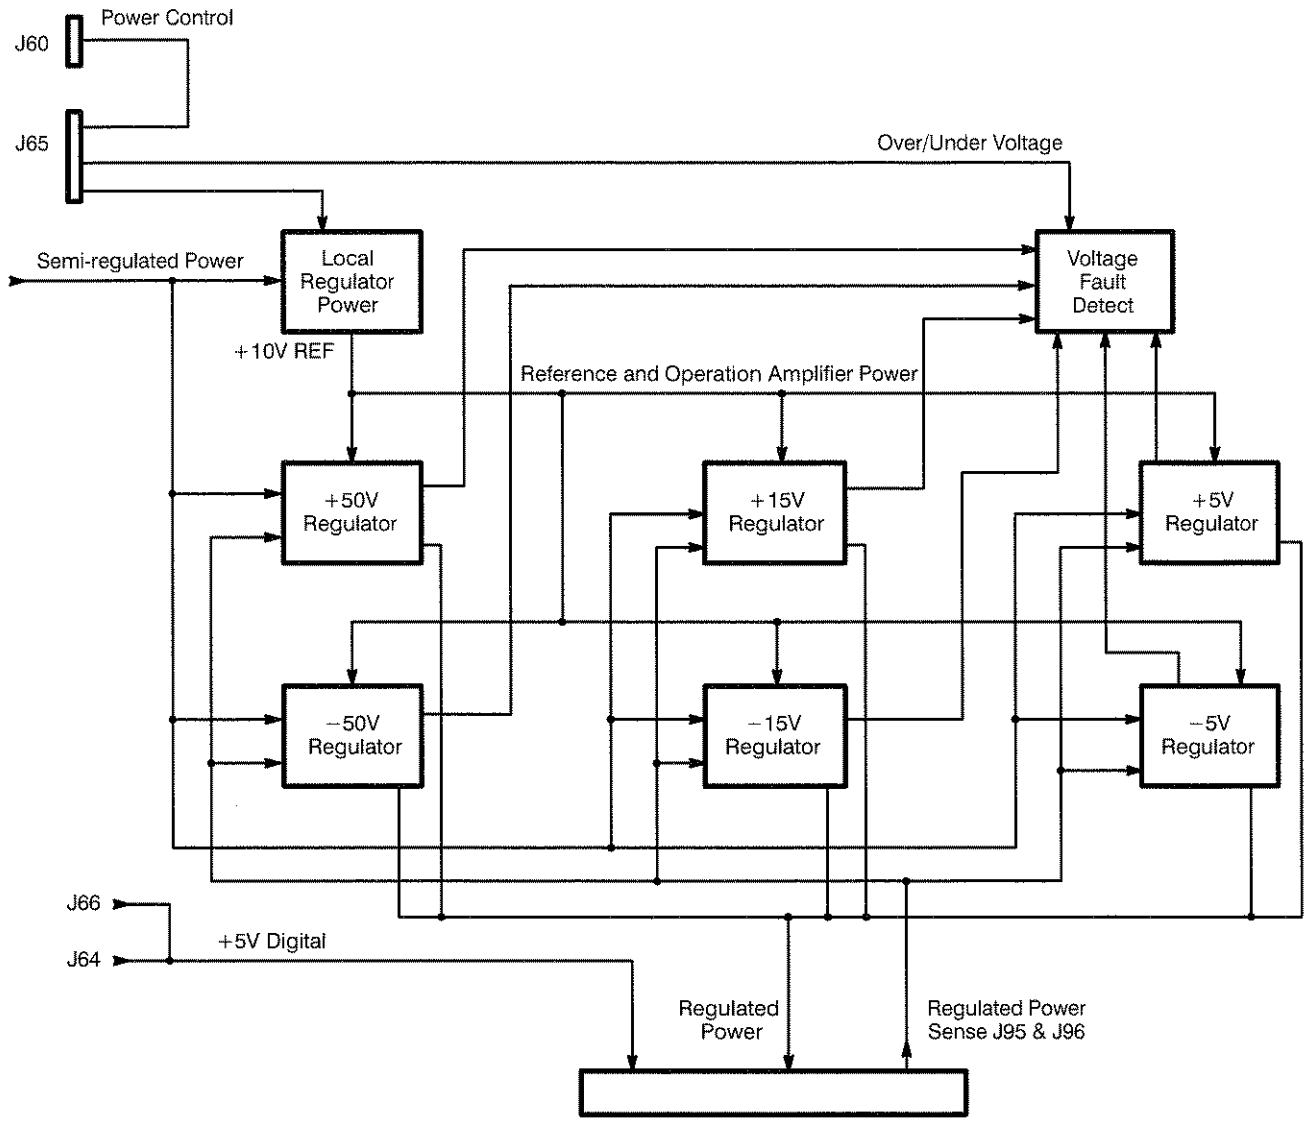 Power Control
J60
J65
Over/Under Voltage
Semi-regulated Power
Local
Regulator
Power
Voltage
Fault
Detect
+10V REF
Reference and Operation Amplifier Power
+50V
Regulator
+15V
Regulator
+5V
Regulator
−50V
Regulator
−15V
Regulator
−5V
Regulator
J66
+5V Digital
J64
Regulated
Power
Regulated Power
Sense J95 & J96